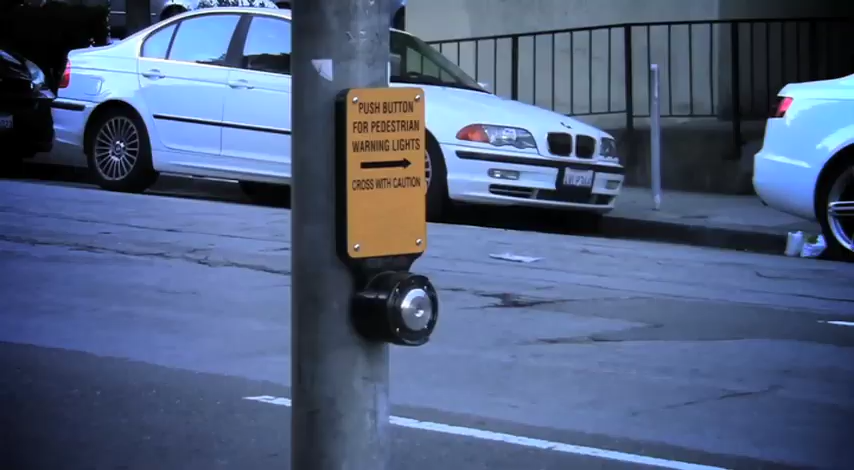 PUSH BUTTON
FOR PEDESTRIAN
WARNING LIGHTS
CROSS WITH CAUTION